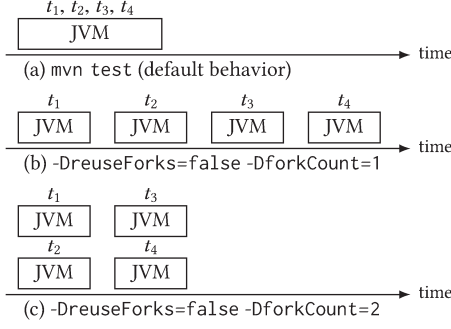 t1, t2, t3, t4
JVM
time
(a) mvn test (default behavior)
t1 t2 t3 t4
JVM JVM JVM JVM
time
(b) -DreuseForks=false -DforkCount=1
t1 t3
JVM JVM
t2 t4
JVM JVM
time
(c) -DreuseForks=false -DforkCount=2